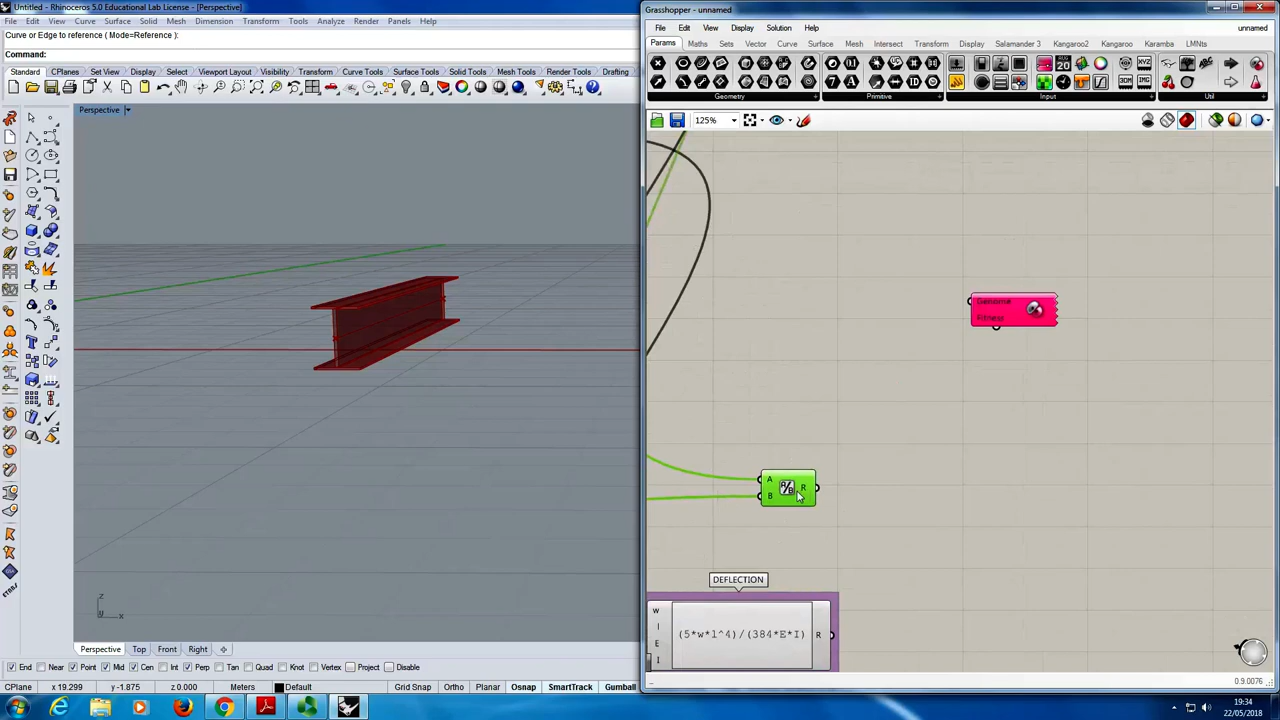 Untitled - Rhinoceros 5.0 Educational Lab License - [Perspective]
File Edit View Curve Surface Solid Mesh Dimension Transform Tools Analyze Render Panels Help
Curve or Edge to reference ( Mode=Reference ):
Command:
Standard CPlanes Set View Display Select Viewport Layout Visibility Transform Curve Tools Surface Tools Solid Tools Mesh Tools Render Tools Drafting
Perspective
z
x
Perspective Top Front Right
End Near Point Mid Cen Int Perp Tan Quad Knot Vertex Project Disable
CPlane x 19.299 y -1.875 z 0.000 Meters Default Grid Snap Ortho Planar Osnap SmartTrack Gumball
Grasshopper - unnamed
File Edit View Display Solution Help unnamed
Params Maths Sets Vector Curve Surface Mesh Intersect Transform Display Salamander 3 Kangaroo2 Kangaroo Karamba LMNts
Geometry Primitive Input Util
125%
Genome
Fitness
A
B
A/B
R
DEFLECTION
w
l
E
I
(5*w*l^4)/(384*E*I)
R
0.9.0076
19:34
22/05/2018